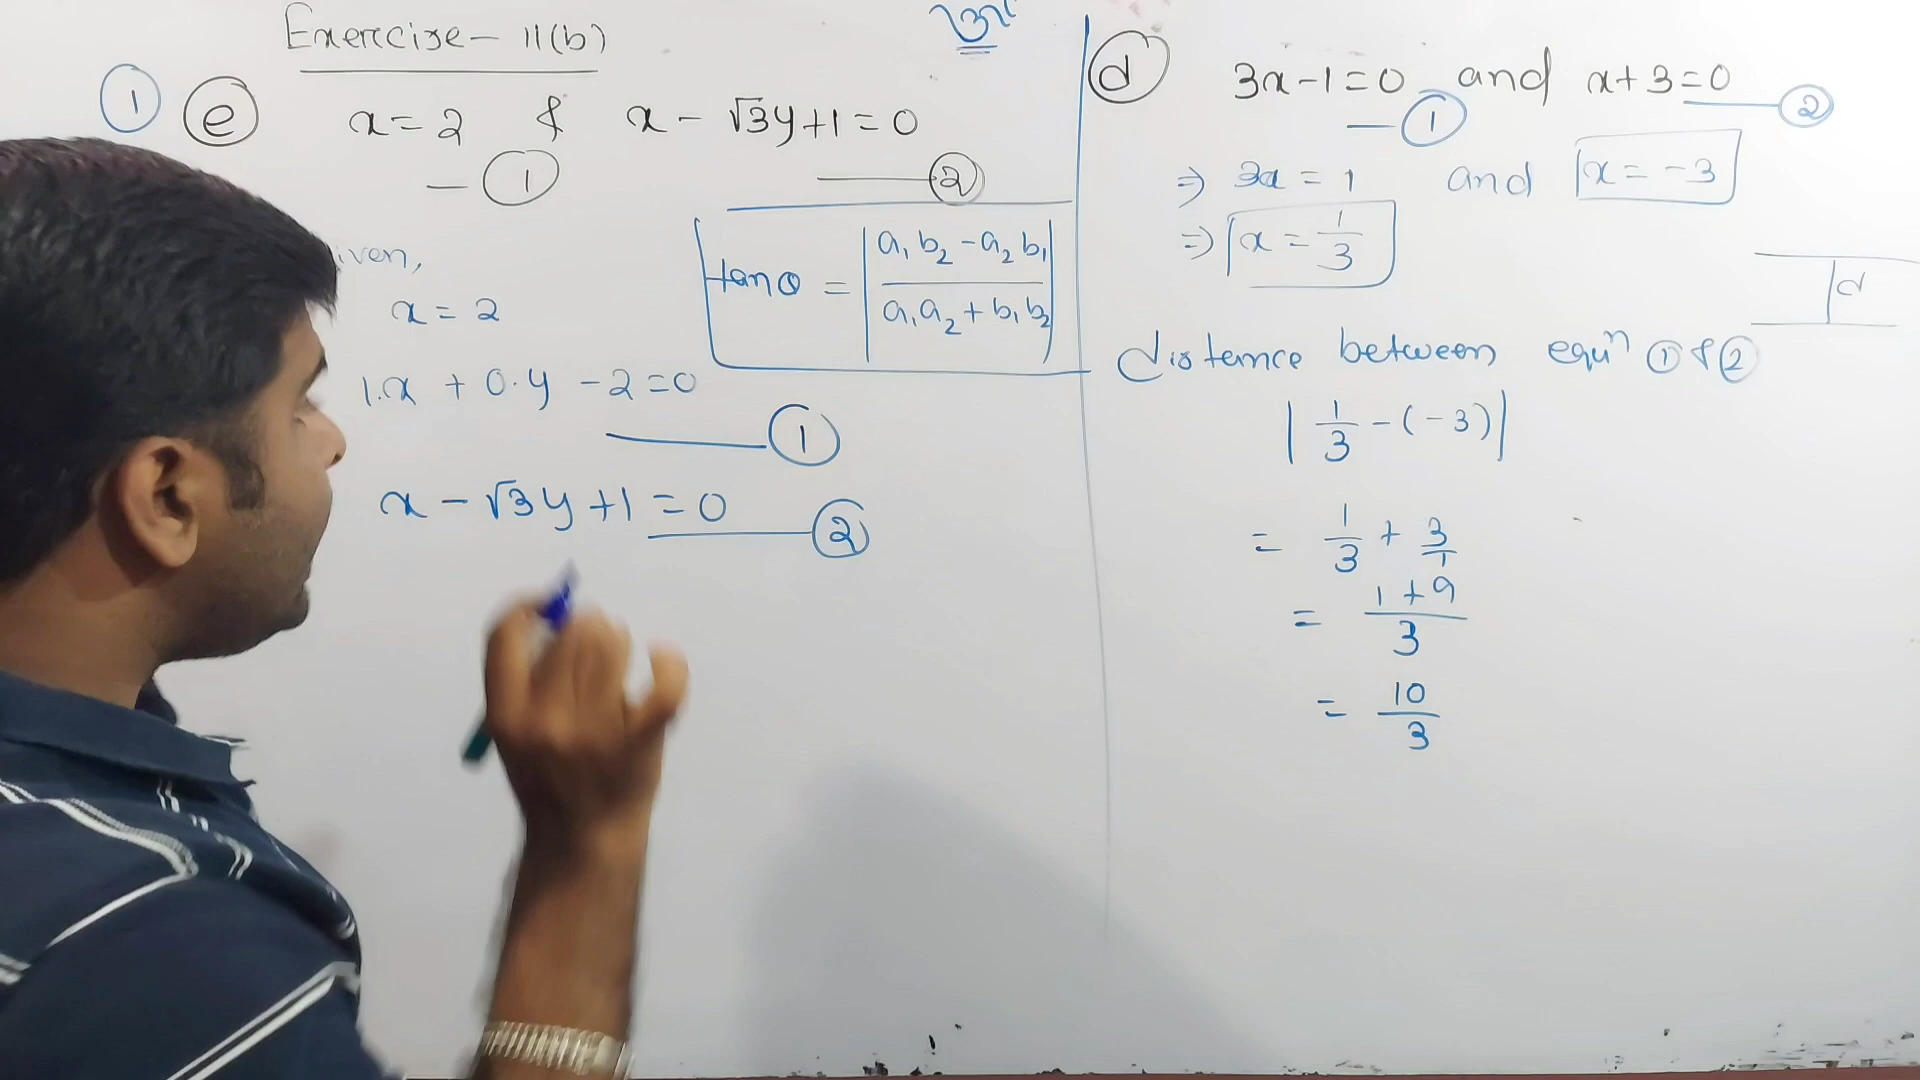 Exercise - 11(b)
① ⓔ x = 2 & x - √3y + 1 = 0
— ① —— ②
iven,
tanθ = | a₁b₂ - a₂b₁ / a₁a₂ + b₁b₂ |
x = 2
1.x + 0.y - 2 = 0
—— ①
x - √3y + 1 = 0 —— ②
ⓓ 3x - 1 = 0 and x + 3 = 0 —— ②
— ①
⇒ 3x = 1 and x = -3
⇒ x = 1/3
d
distance between equⁿ ① & ②
| 1/3 - (-3) |
= 1/3 + 3/1
= 1 + 9 / 3
= 10/3